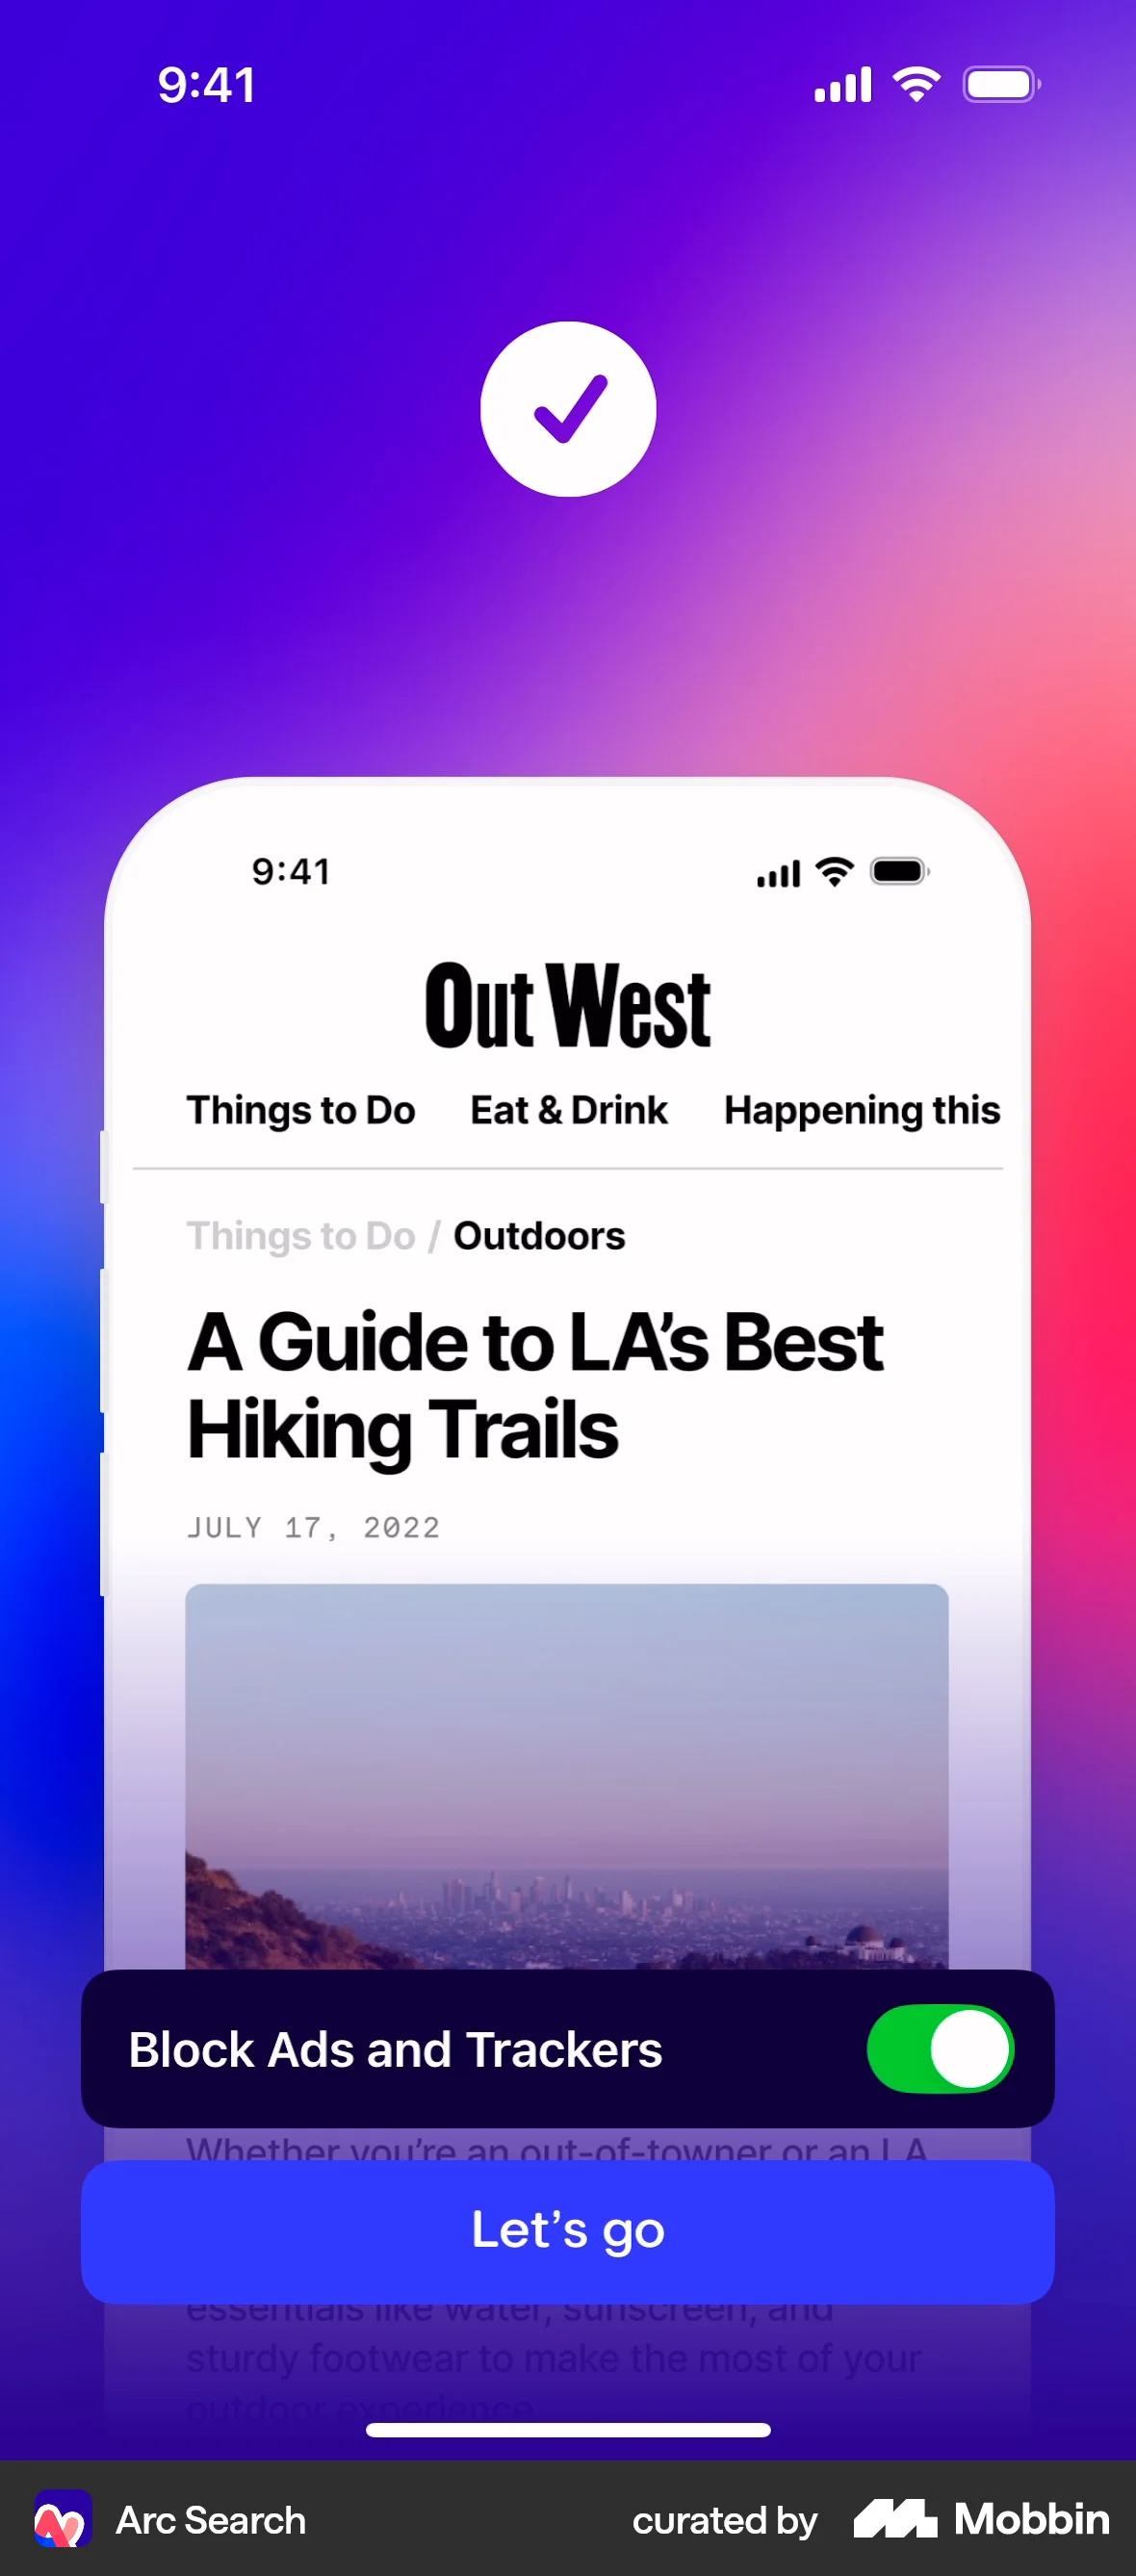 9:41
9:41
Out West
Things to Do Eat & Drink Happening this
Things to Do / Outdoors
A Guide to LA’s Best
Hiking Trails
JULY 17, 2022
Block Ads and Trackers
Whether you’re an out-of-towner or an LA
Let’s go
essentials like water, sunscreen, and
sturdy footwear to make the most of your
outdoor experience
Arc Search curated by Mobbin